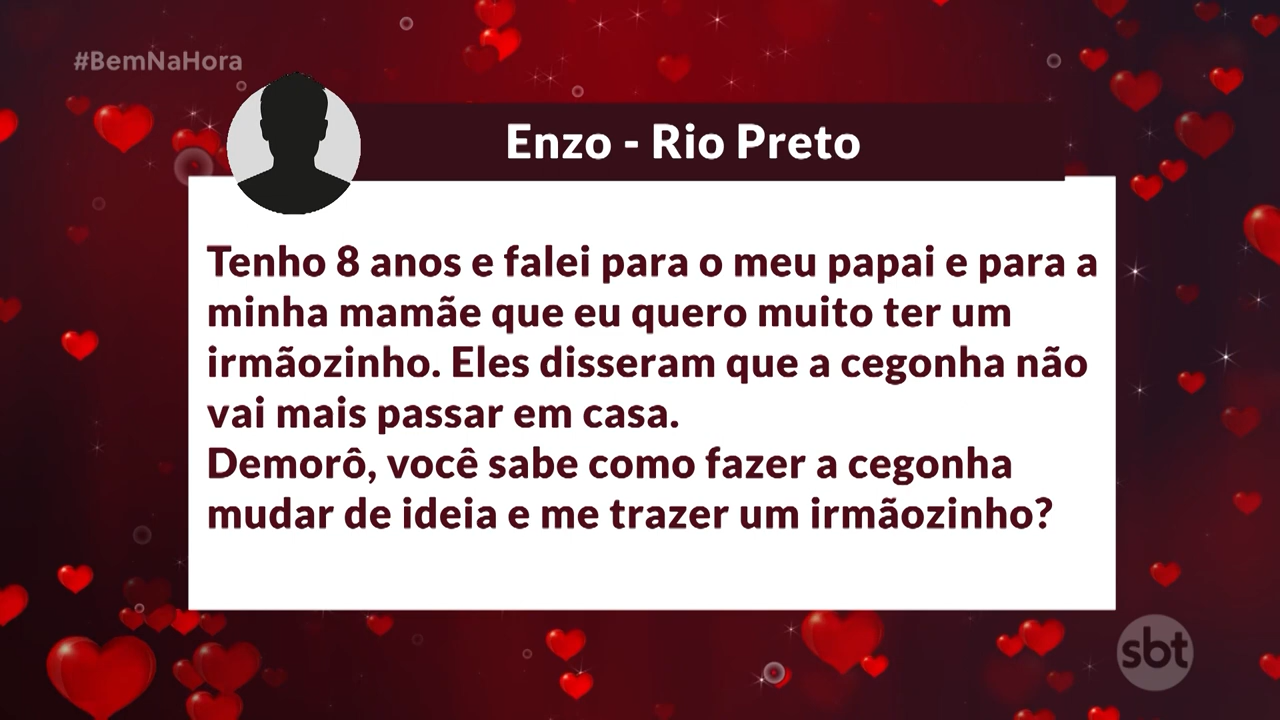 #BemNaHora
Enzo - Rio Preto
Tenho 8 anos e falei para o meu papai e para a
minha mamãe que eu quero muito ter um
irmãozinho. Eles disseram que a cegonha não
vai mais passar em casa.
Demorô, você sabe como fazer a cegonha
mudar de ideia e me trazer um irmãozinho?
sbt